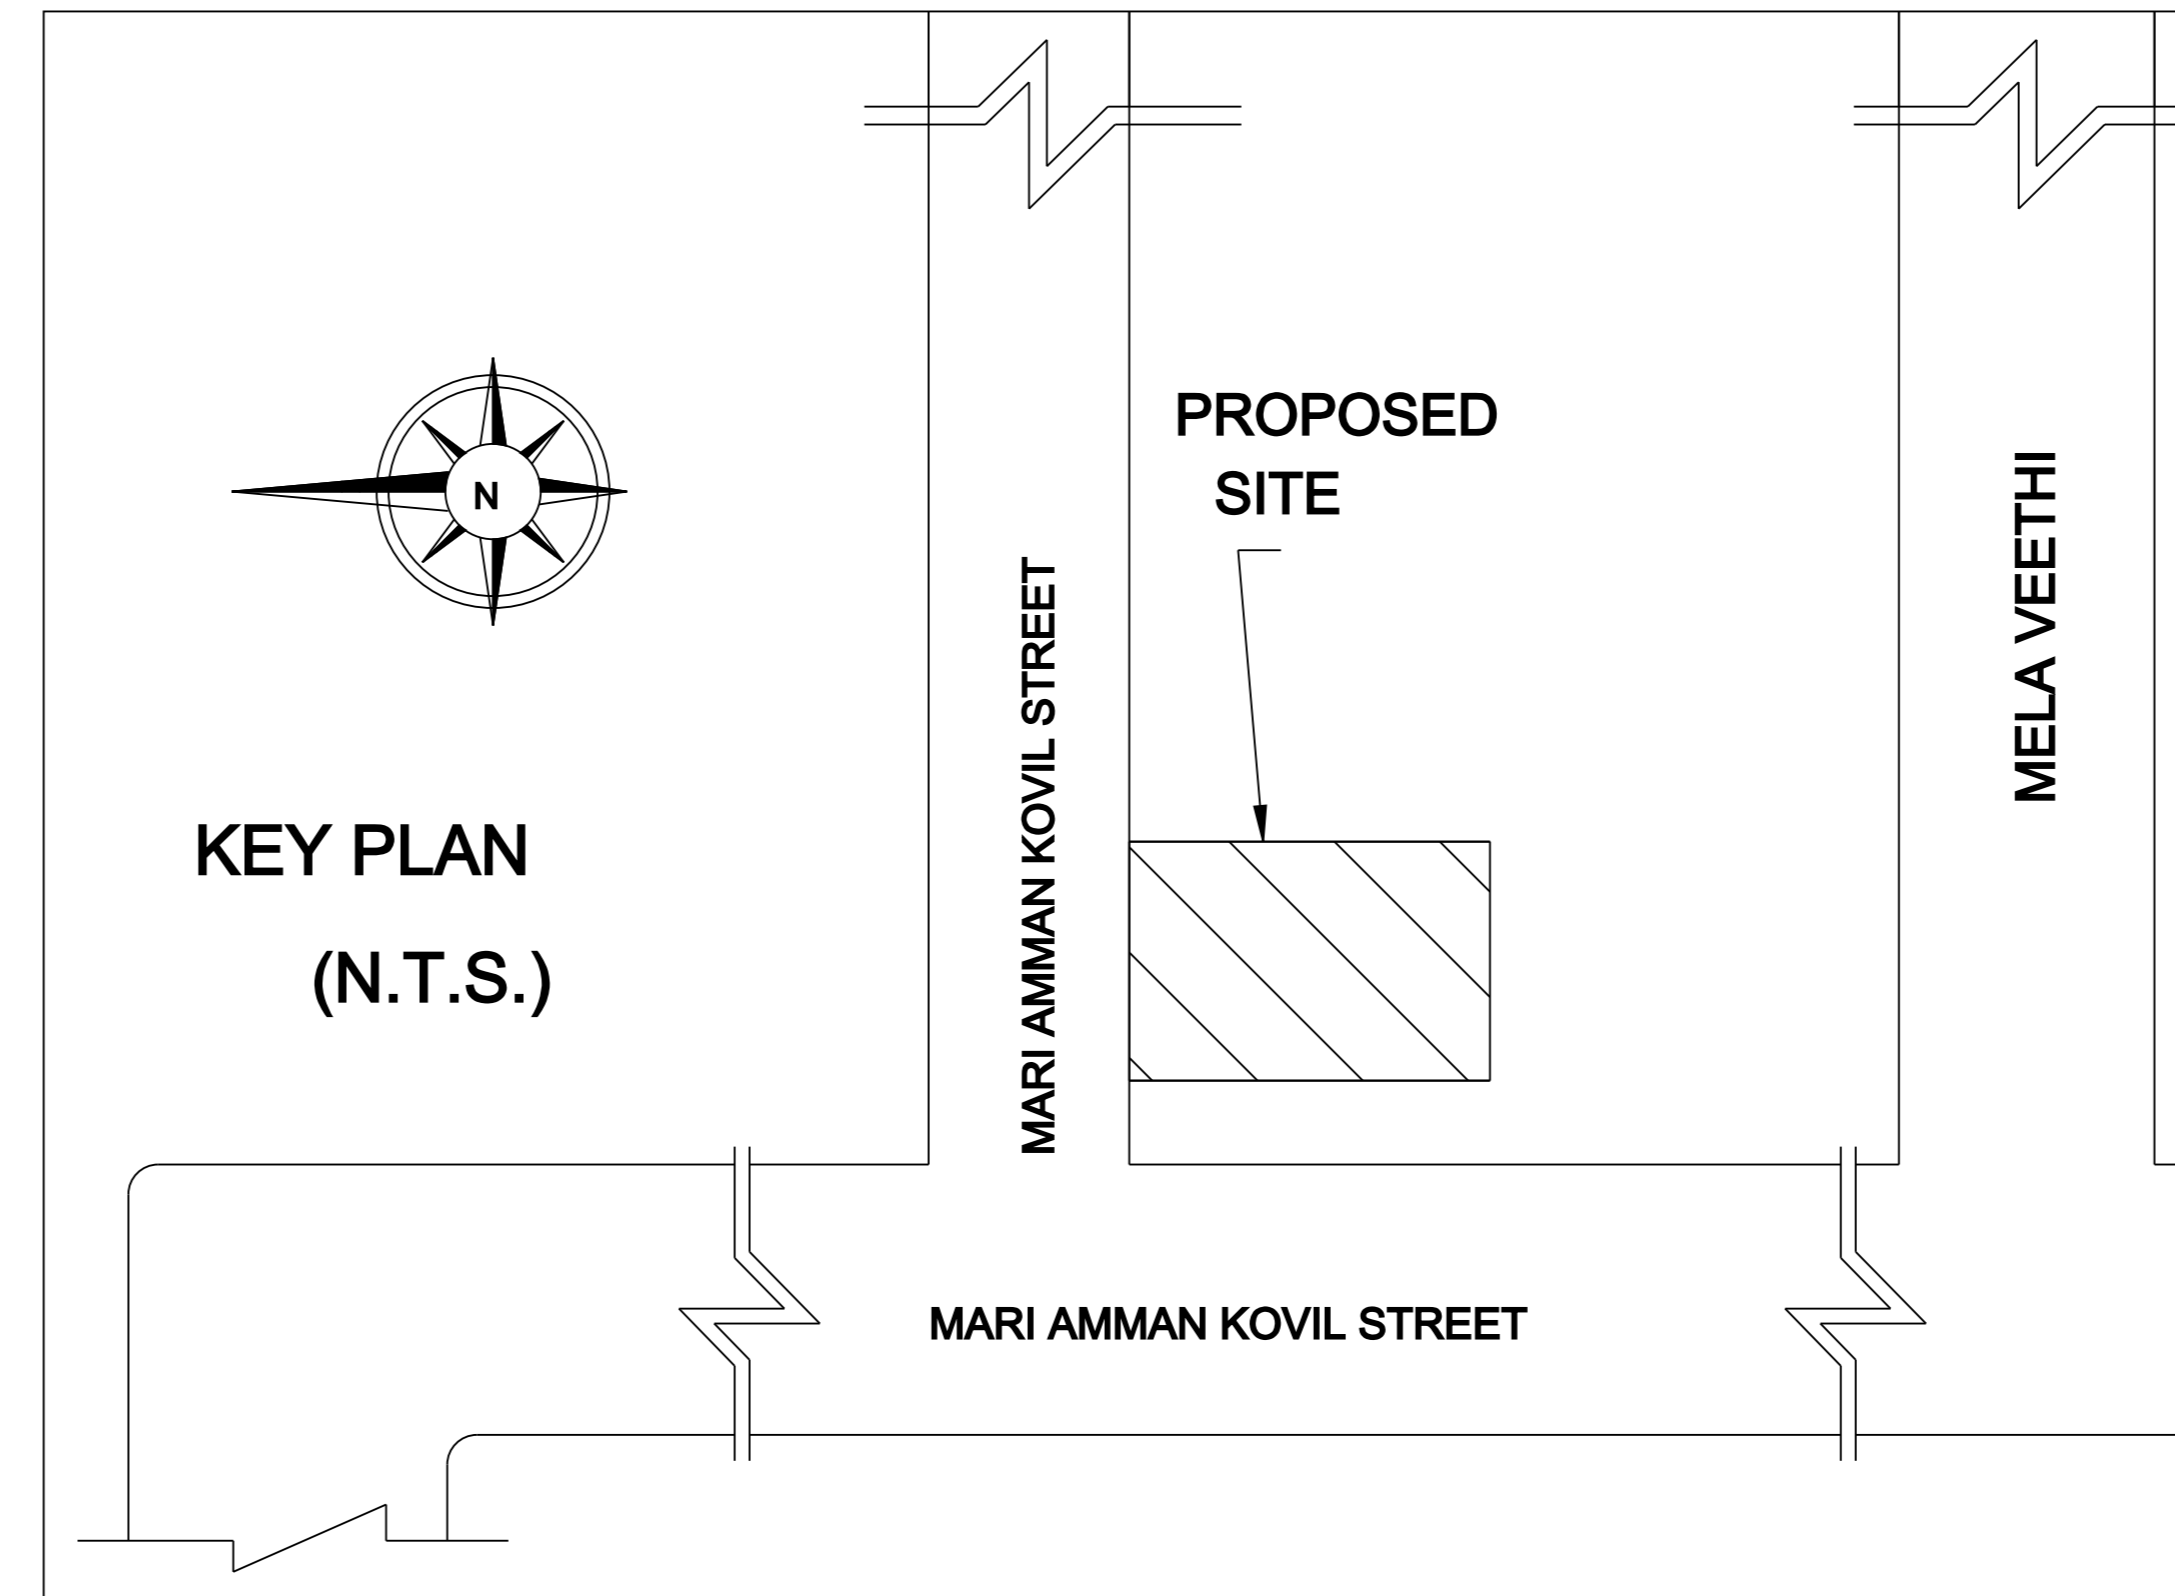 PROPOSED
SITE
N
MELA VEETHI
MARI AMMAN KOVIL STREET
KEY PLAN
(N.T.S.)
MARI AMMAN KOVIL STREET